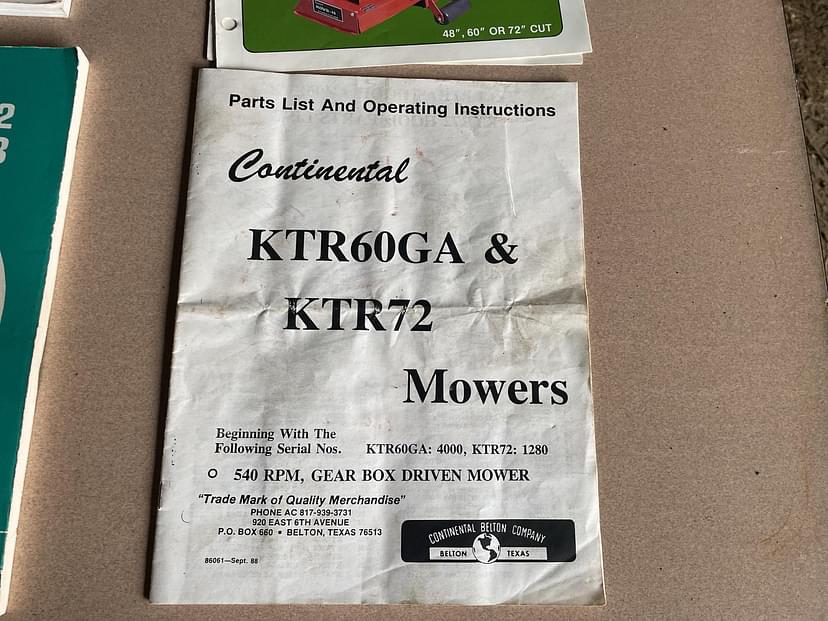 48", 60" OR 72" CUT
2
3
Parts List And Operating Instructions
Continental
KTR60GA &
KTR72
Mowers
Beginning With The
Following Serial Nos. KTR60GA: 4000, KTR72: 1280
540 RPM, GEAR BOX DRIVEN MOWER
"Trade Mark of Quality Merchandise"
PHONE AC 817-939-3731
920 EAST 6TH AVENUE
P.O. BOX 660 • BELTON, TEXAS 76513
CONTINENTAL BELTON COMPANY
BELTON TEXAS
86061—Sept. 88